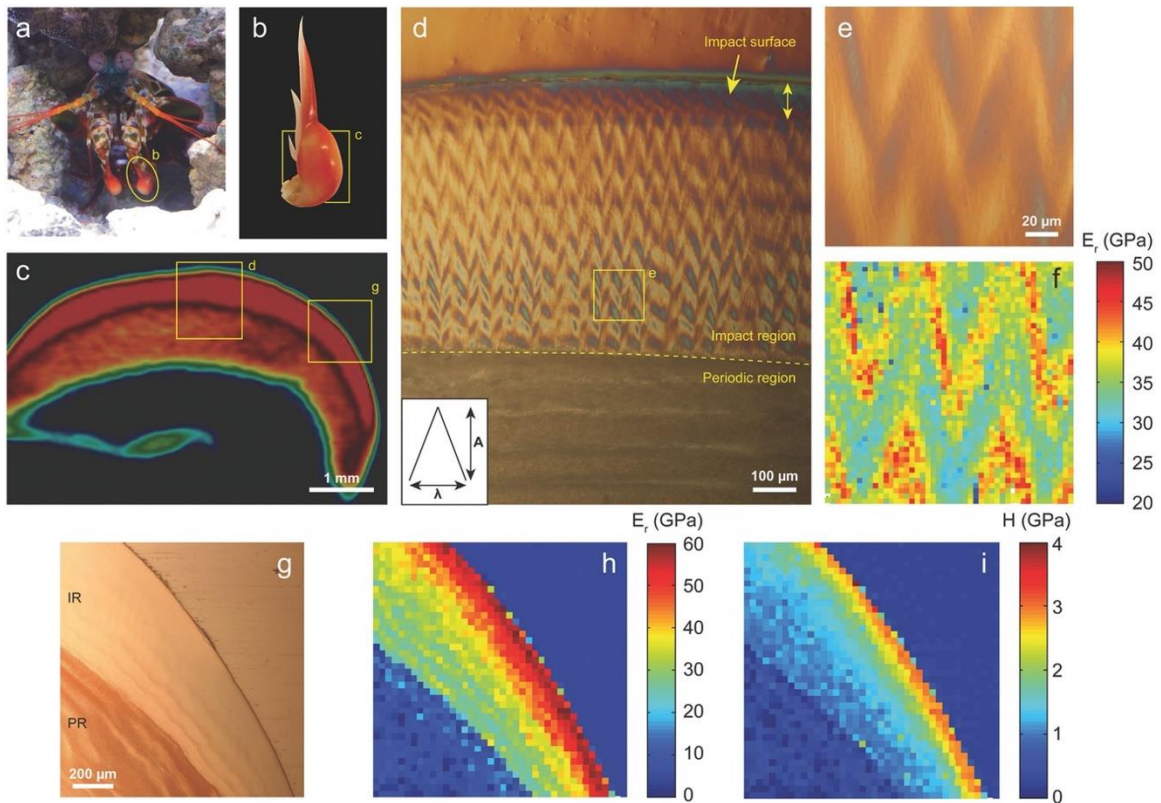 a
b
b
c
c
d
g
1 mm
d
Impact surface
e
Impact region
Periodic region
A
λ
100 µm
e
20 µm
Er (GPa)
f
50
45
40
35
30
25
20
g
IR
PR
200 µm
Er (GPa)
h
60
50
40
30
20
10
0
H (GPa)
i
4
3
2
1
0